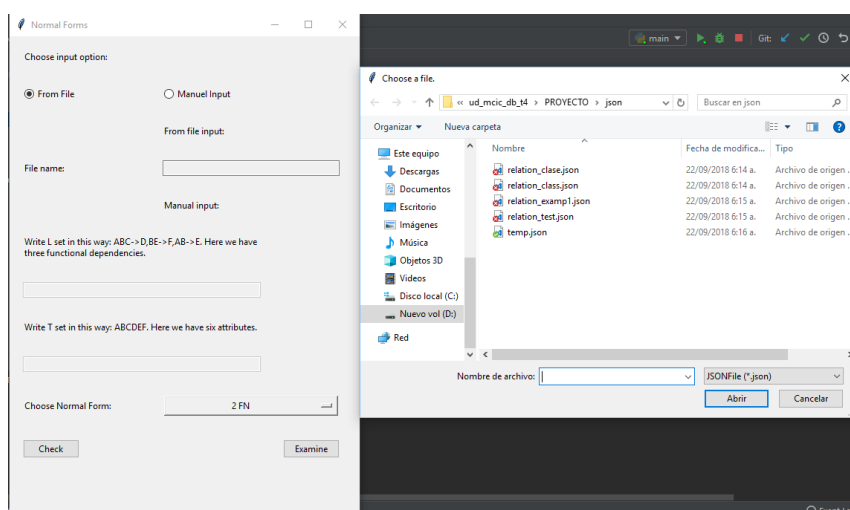 Normal Forms
Choose input option:
From File
Manuel Input
From file input:
File name:
Manual input:
Write L set in this way: ABC->D,BE->F,AB->E. Here we have
three functional dependencies.
Write T set in this way: ABCDEF. Here we have six attributes.
Choose Normal Form:
2 FN
Check
Examine
main
Git:
Choose a file.
« ud_mcic_db_t4 > PROYECTO > json
Buscar en json
Organizar
Nueva carpeta
Este equipo
Descargas
Documentos
Escritorio
Imágenes
Música
Objetos 3D
Videos
Disco local (C:)
Nuevo vol (D:)
Red
Nombre
Fecha de modifica...
Tipo
relation_clase.json
22/09/2018 6:14 a.
Archivo de origen .
relation_class.json
22/09/2018 6:14 a.
Archivo de origen .
relation_examp1.json
22/09/2018 6:15 a.
Archivo de origen .
relation_test.json
22/09/2018 6:15 a.
Archivo de origen .
temp.json
22/09/2018 6:16 a.
Archivo de origen .
Nombre de archivo:
JSONFile (*.json)
Abrir
Cancelar